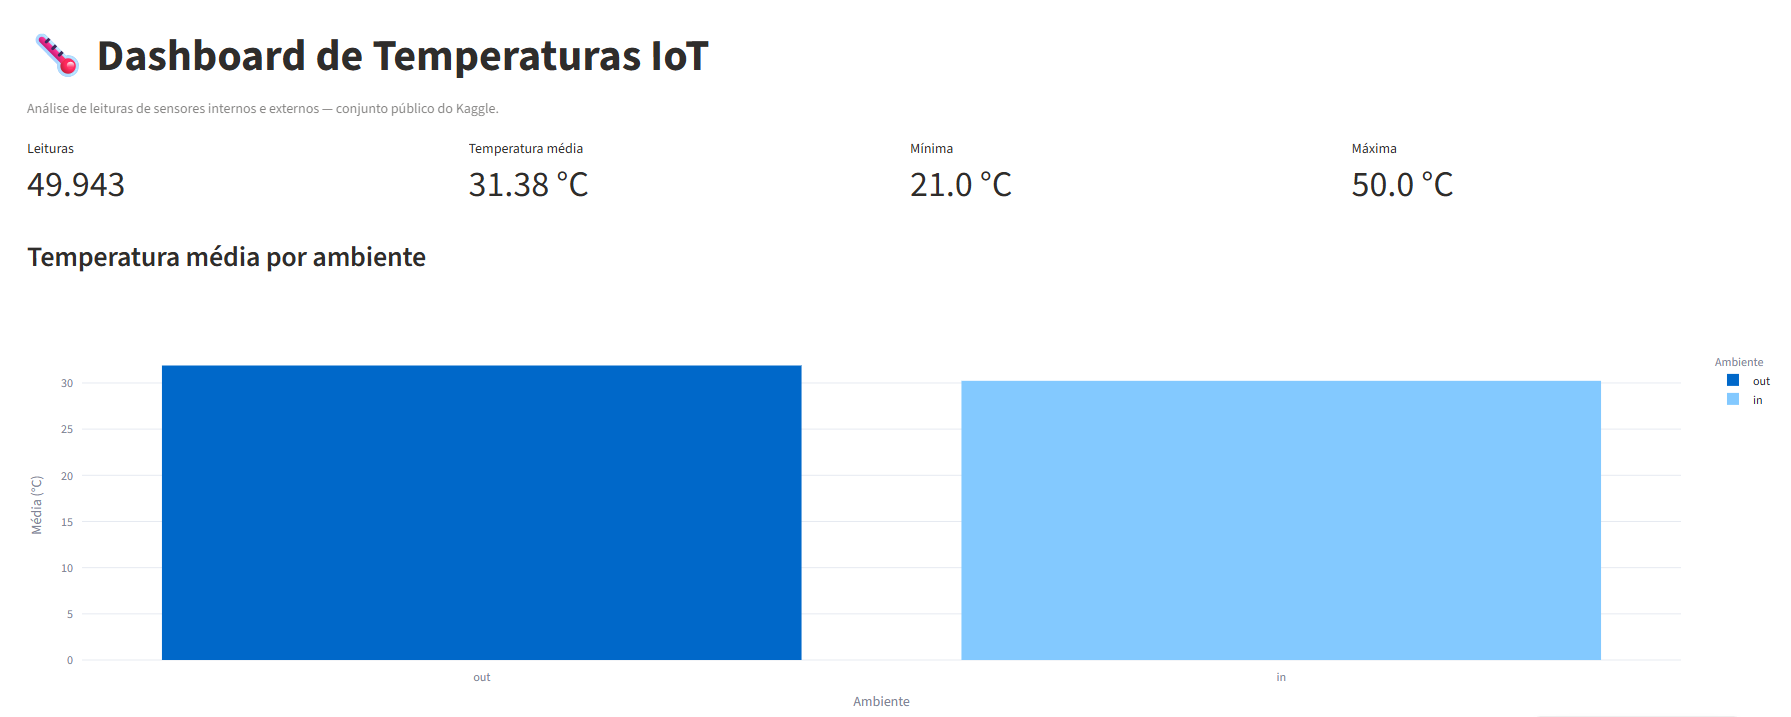 Dashboard de Temperaturas IoT
Análise de leituras de sensores internos e externos — conjunto público do Kaggle.
Leituras
49.943
Temperatura média
31.38 °C
Mínima
21.0 °C
Máxima
50.0 °C
Temperatura média por ambiente
Média (°C)
30
25
20
15
10
5
0
out
in
Ambiente
Ambiente
out
in